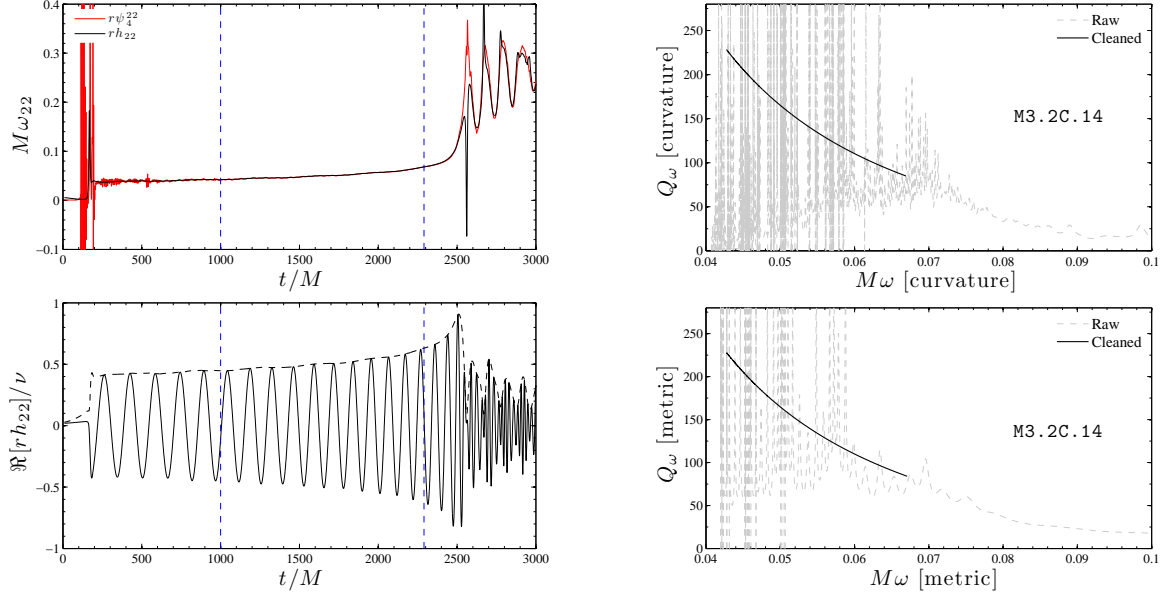 0.4
0.3
0.2
0.1
0
−0.1
Mω₂₂
rψ₄²²
rh₂₂
0 500 1000 1500 2000 2500 3000
t/M
250
200
150
100
50
0
Q_ω [curvature]
Raw
Cleaned
M3.2C.14
0.04 0.05 0.06 0.07 0.08 0.09 0.1
Mω [curvature]
1
0.5
0
−0.5
−1
ℜ[rh₂₂]/ν
0 500 1000 1500 2000 2500 3000
t/M
250
200
150
100
50
0
Q_ω [metric]
Raw
Cleaned
M3.2C.14
0.04 0.05 0.06 0.07 0.08 0.09 0.1
Mω [metric]